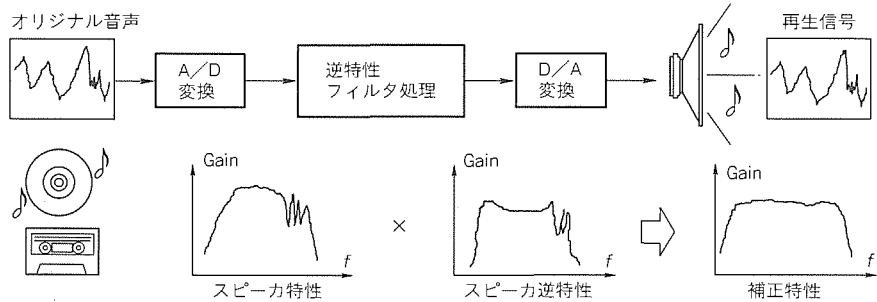 オリジナル音声
A/D
変換
逆特性
フィルタ処理
D/A
変換
再生信号
Gain
f
スピーカ特性
×
Gain
f
スピーカ逆特性
Gain
f
補正特性